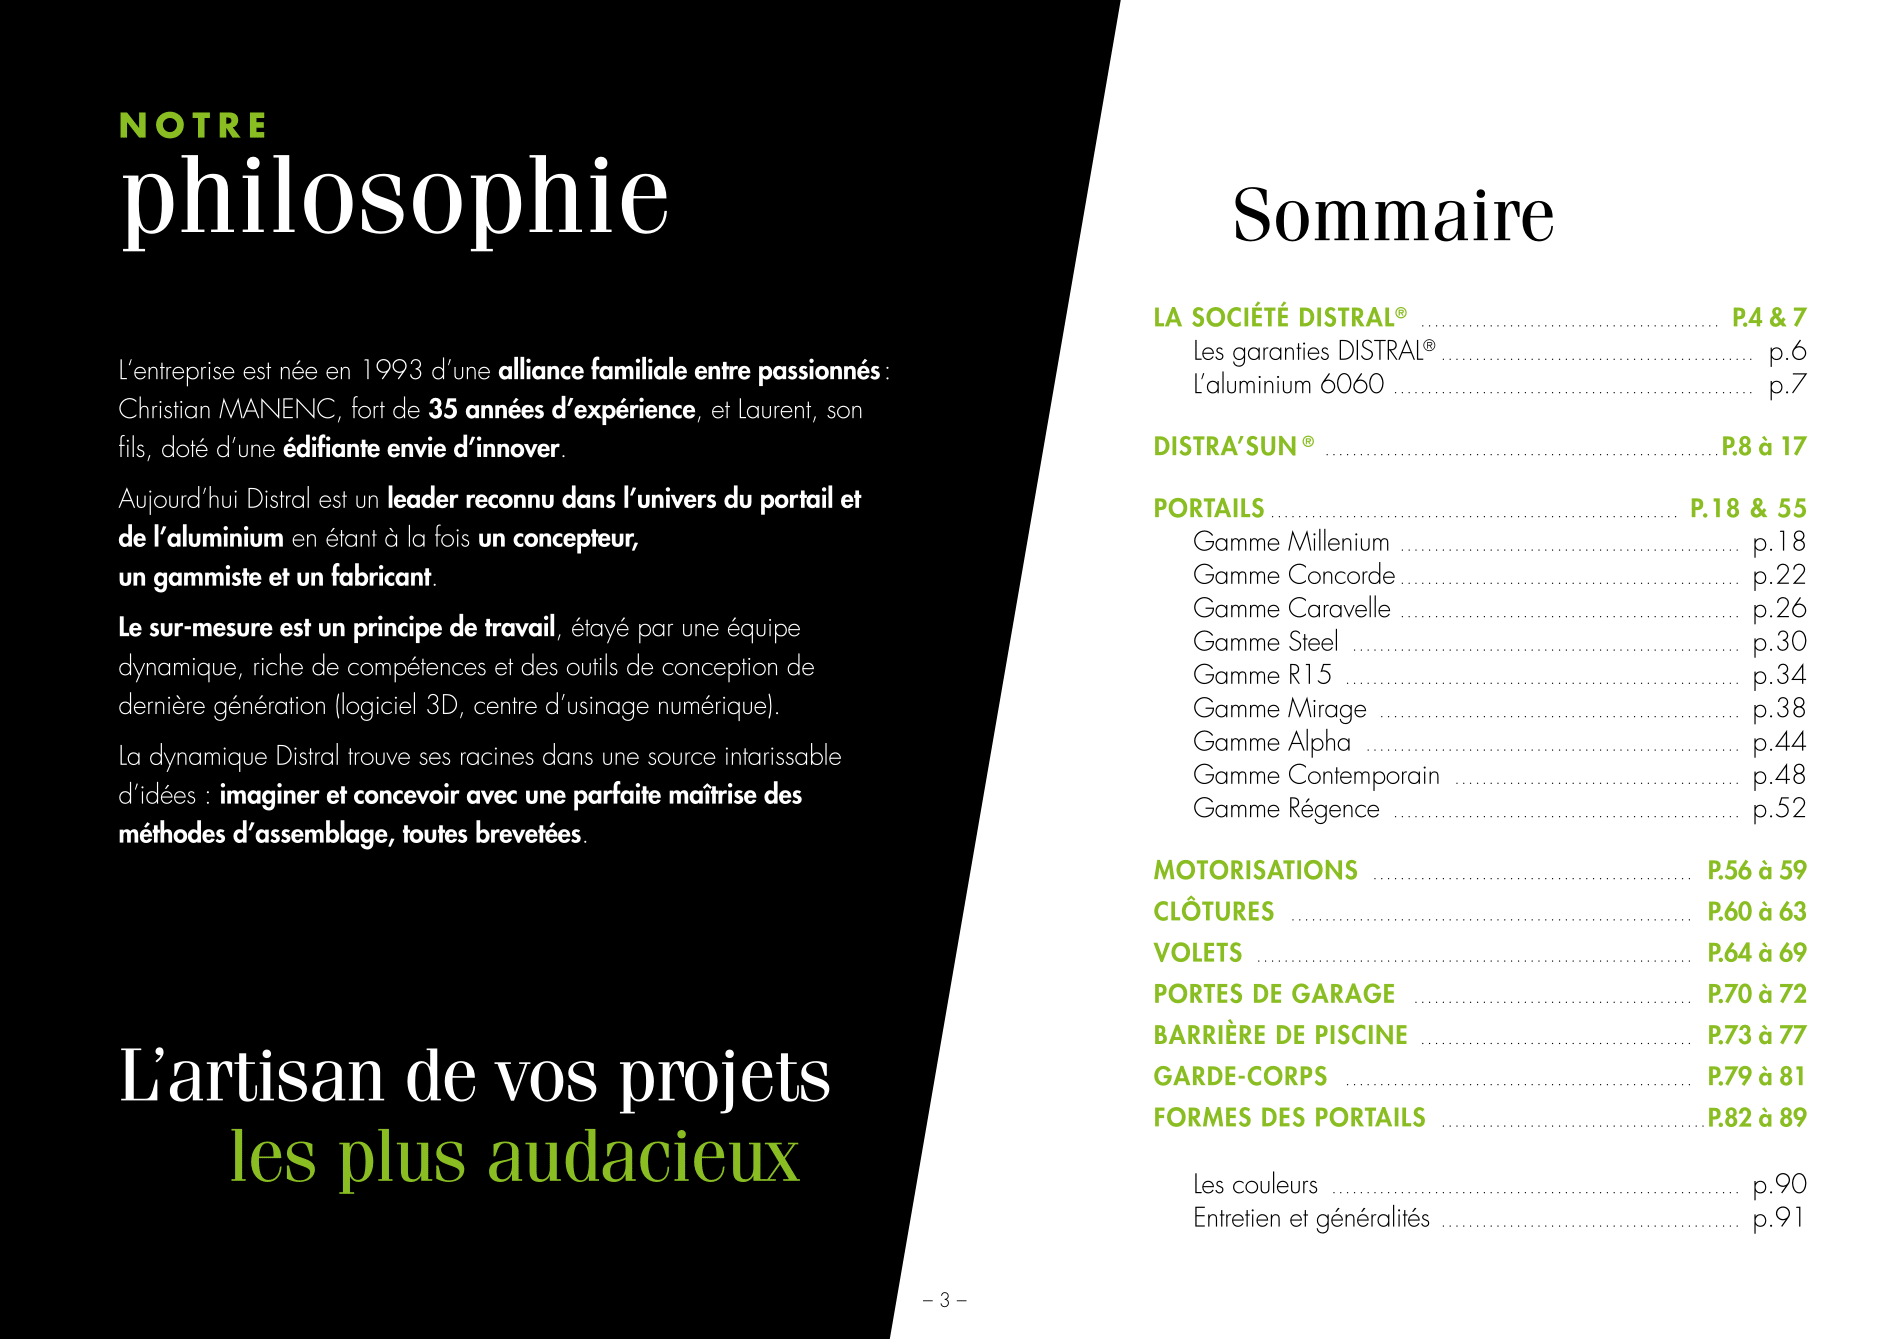 NOTRE
philosophie
L’entreprise est née en 1993 d’une alliance familiale entre passionnés :
Christian MANENC, fort de 35 années d’expérience, et Laurent, son
fils, doté d’une édifiante envie d’innover.
Aujourd’hui Distral est un leader reconnu dans l’univers du portail et
de l’aluminium en étant à la fois un concepteur,
un gammiste et un fabricant.
Le sur-mesure est un principe de travail, étayé par une équipe
dynamique, riche de compétences et des outils de conception de
dernière génération (logiciel 3D, centre d’usinage numérique).
La dynamique Distral trouve ses racines dans une source intarissable
d’idées : imaginer et concevoir avec une parfaite maîtrise des
méthodes d’assemblage, toutes brevetées.
L’artisan de vos projets
les plus audacieux
Sommaire
LA SOCIÉTÉ DISTRAL® ........ P.4 & 7
Les garanties DISTRAL® ........ p.6
L’aluminium 6060 ........ p.7
DISTRA’SUN ® ........ P.8 à 17
PORTAILS ........ P.18 & 55
Gamme Millenium ........ p.18
Gamme Concorde ........ p.22
Gamme Caravelle ........ p.26
Gamme Steel ........ p.30
Gamme R15 ........ p.34
Gamme Mirage ........ p.38
Gamme Alpha ........ p.44
Gamme Contemporain ........ p.48
Gamme Régence ........ p.52
MOTORISATIONS ........ P.56 à 59
CLÔTURES ........ P.60 à 63
VOLETS ........ P.64 à 69
PORTES DE GARAGE ........ P.70 à 72
BARRIÈRE DE PISCINE ........ P.73 à 77
GARDE-CORPS ........ P.79 à 81
FORMES DES PORTAILS ........ P.82 à 89
Les couleurs ........ p.90
Entretien et généralités ........ p.91
– 3 –